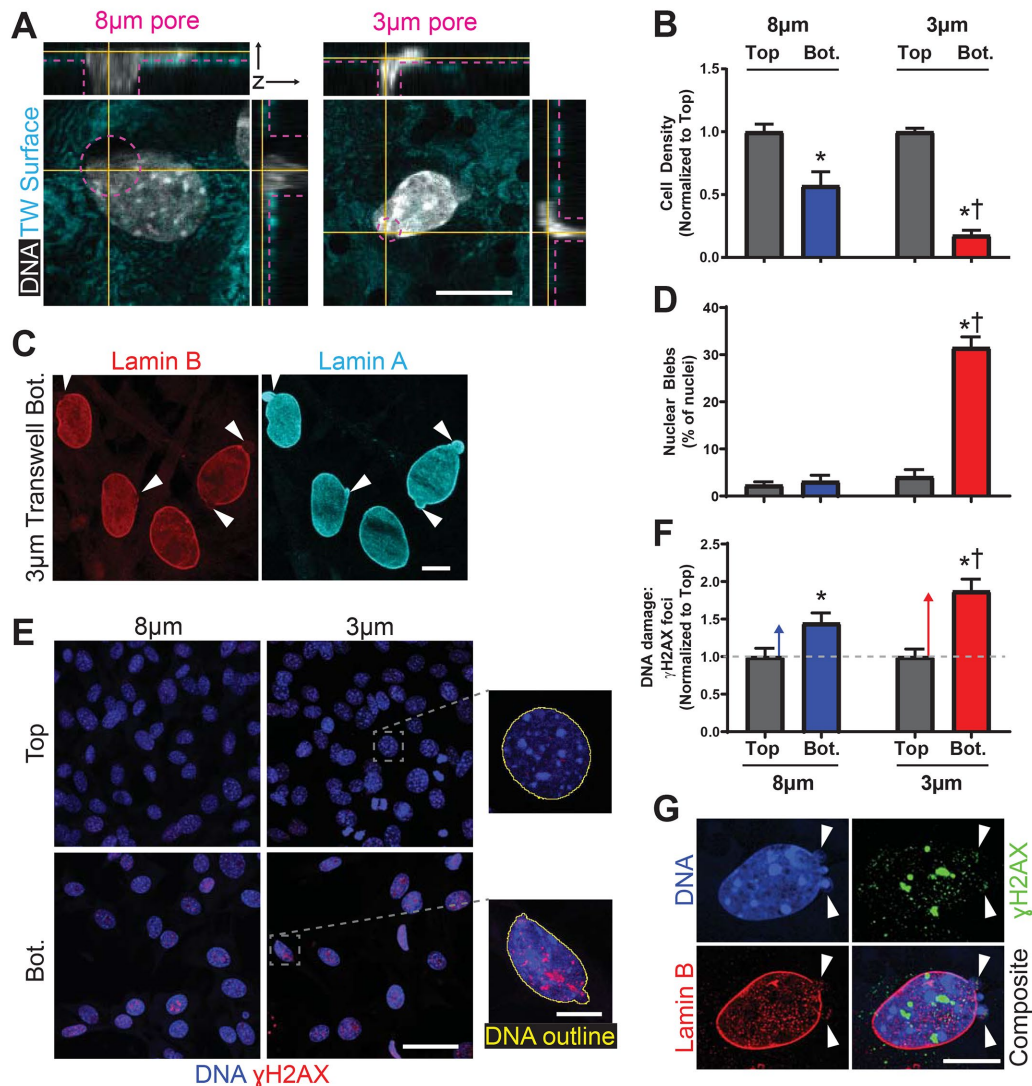 A
8µm pore
3µm pore
Z
DNA TW Surface
B
8µm
3µm
Top
Bot.
Top
Bot.
Cell Density
(Normalized to Top)
1.5
1.0
0.5
0.0
*
*†
C
Lamin B
Lamin A
3µm Transwell Bot.
D
Nuclear Blebs
(% of nuclei)
40
30
20
10
0
*†
E
8µm
3µm
Top
Bot.
DNA outline
DNA ɣH2AX
F
DNA damage:
ɣH2AX foci
(Normalized to Top)
2.5
2.0
1.5
1.0
0.5
0.0
*
*†
Top
Bot.
Top
Bot.
8µm
3µm
G
DNA
ɣH2AX
Lamin B
Composite